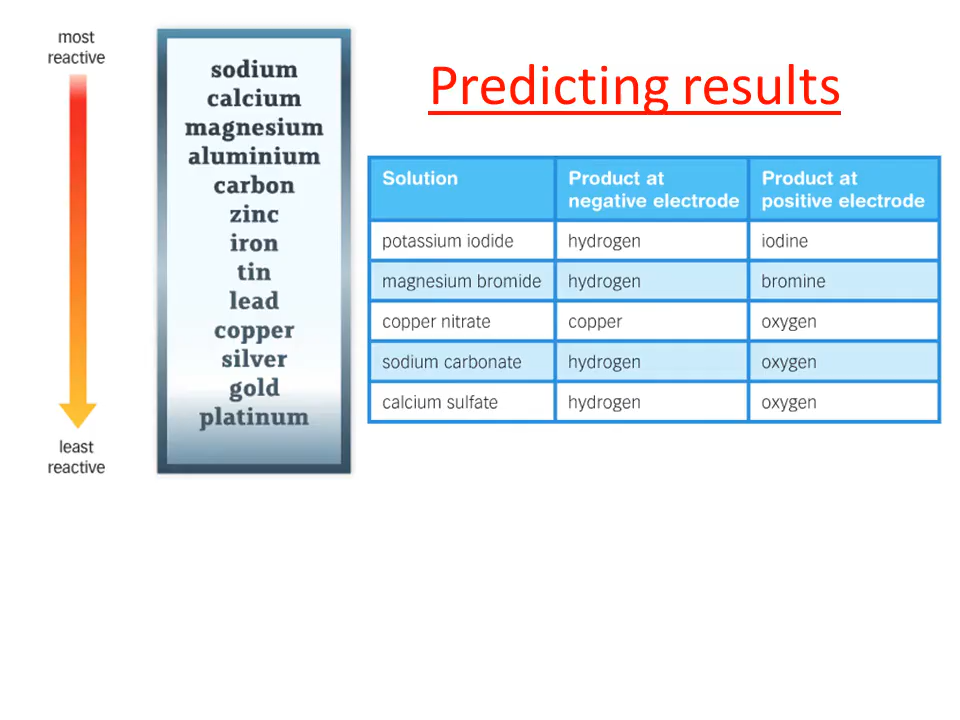 most
reactive
sodium
calcium
magnesium
aluminium
carbon
zinc
iron
tin
lead
copper
silver
gold
platinum
least
reactive
Predicting results
Solution Product at negative electrode Product at positive electrode
potassium iodide hydrogen iodine
magnesium bromide hydrogen bromine
copper nitrate copper oxygen
sodium carbonate hydrogen oxygen
calcium sulfate hydrogen oxygen